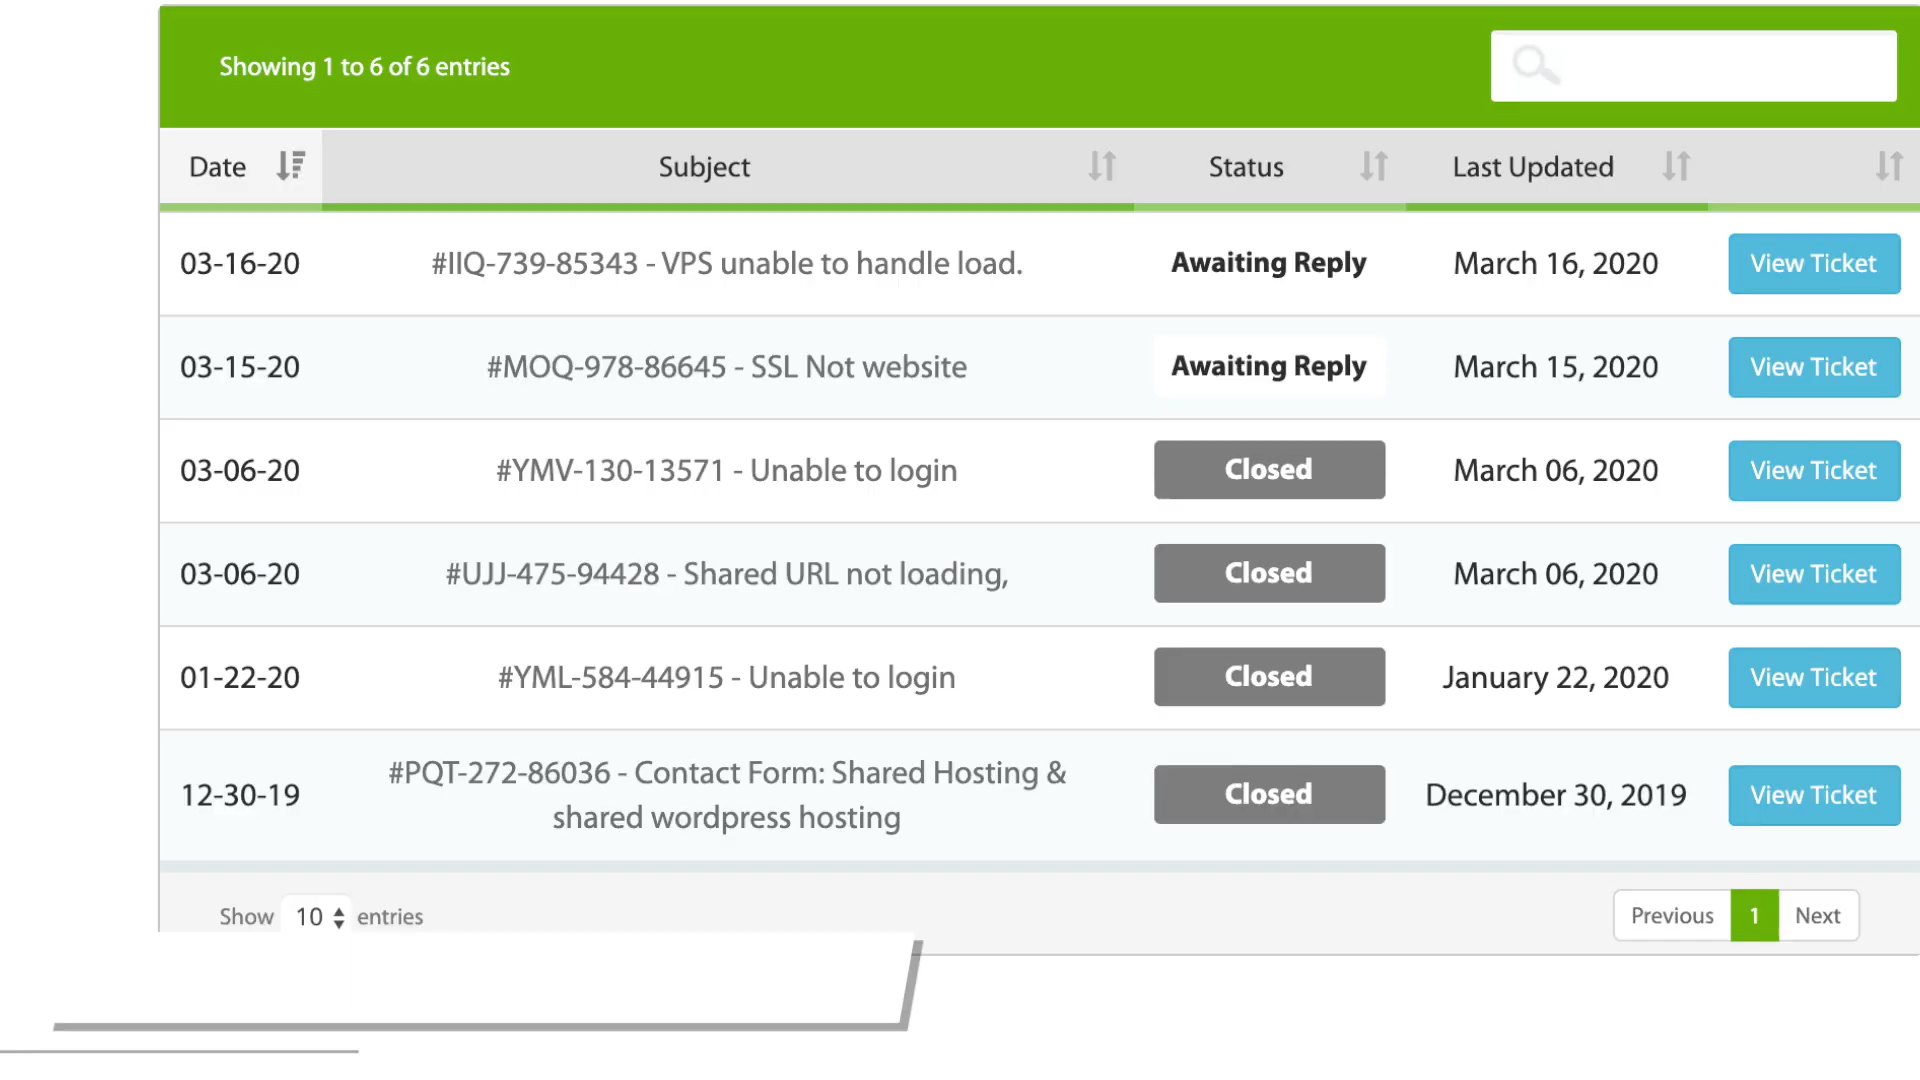 Showing 1 to 6 of 6 entries
Date Subject Status Last Updated
03-16-20 #IIQ-739-85343 - VPS unable to handle load. Awaiting Reply March 16, 2020 View Ticket
03-15-20 #MOQ-978-86645 - SSL Not website Awaiting Reply March 15, 2020 View Ticket
03-06-20 #YMV-130-13571 - Unable to login Closed March 06, 2020 View Ticket
03-06-20 #UJJ-475-94428 - Shared URL not loading, Closed March 06, 2020 View Ticket
01-22-20 #YML-584-44915 - Unable to login Closed January 22, 2020 View Ticket
12-30-19 #PQT-272-86036 - Contact Form: Shared Hosting &
shared wordpress hosting Closed December 30, 2019 View Ticket
Show 10 entries Previous 1 Next